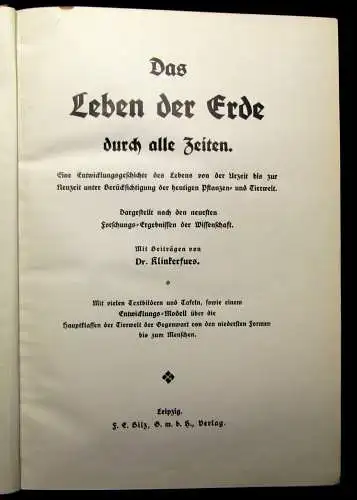 Das
Leben der Erde
durch alle Zeiten.
Eine Entwicklungsgeschichte des Lebens von der Urzeit bis zur
Neuzeit unter Berücksichtigung der heutigen Pflanzen- und Tierwelt.
Dargestellt nach den neuesten
Forschungs-Ergebnissen der Wissenschaft.
Mit Beiträgen von
Dr. Klinkerfues.
Mit vielen Textbildern und Tafeln, sowie einem
Entwicklungs-Modell über die
Hauptklassen der Tierwelt der Gegenwart von den niedersten Formen
bis zum Menschen.
Leipzig.
F. E. Bilz, G. m. b. H., Verlag.